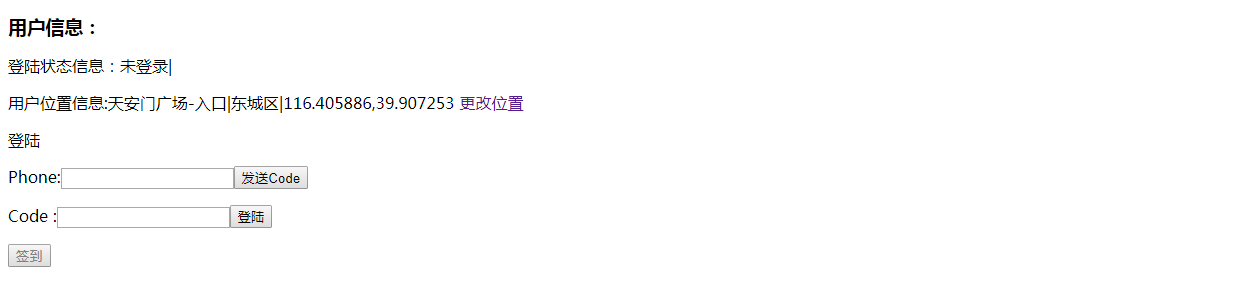 用户信息：
登陆状态信息：未登录|
用户位置信息:天安门广场-入口|东城区|116.405886,39.907253 更改位置
登陆
Phone:发送Code
Code :登陆
签到